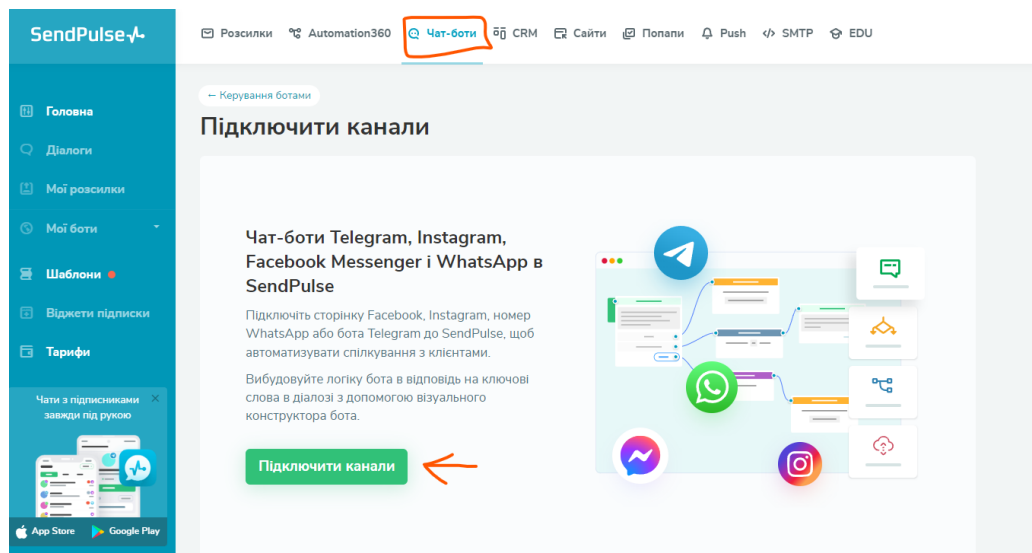 SendPulse
Розсилки Automation360 Чат-боти CRM Сайти Попапи Push SMTP EDU
← Керування ботами
Підключити канали
Головна
Діалоги
Мої розсилки
Мої боти
Шаблони
Віджети підписки
Тарифи
Чати з підписниками
завжди під рукою
App Store Google Play
Чат-боти Telegram, Instagram,
Facebook Messenger і WhatsApp в
SendPulse
Підключіть сторінку Facebook, Instagram, номер
WhatsApp або бота Telegram до SendPulse, щоб
автоматизувати спілкування з клієнтами.
Вибудовуйте логіку бота в відповідь на ключові
слова в діалозі з допомогою візуального
конструктора бота.
Підключити канали